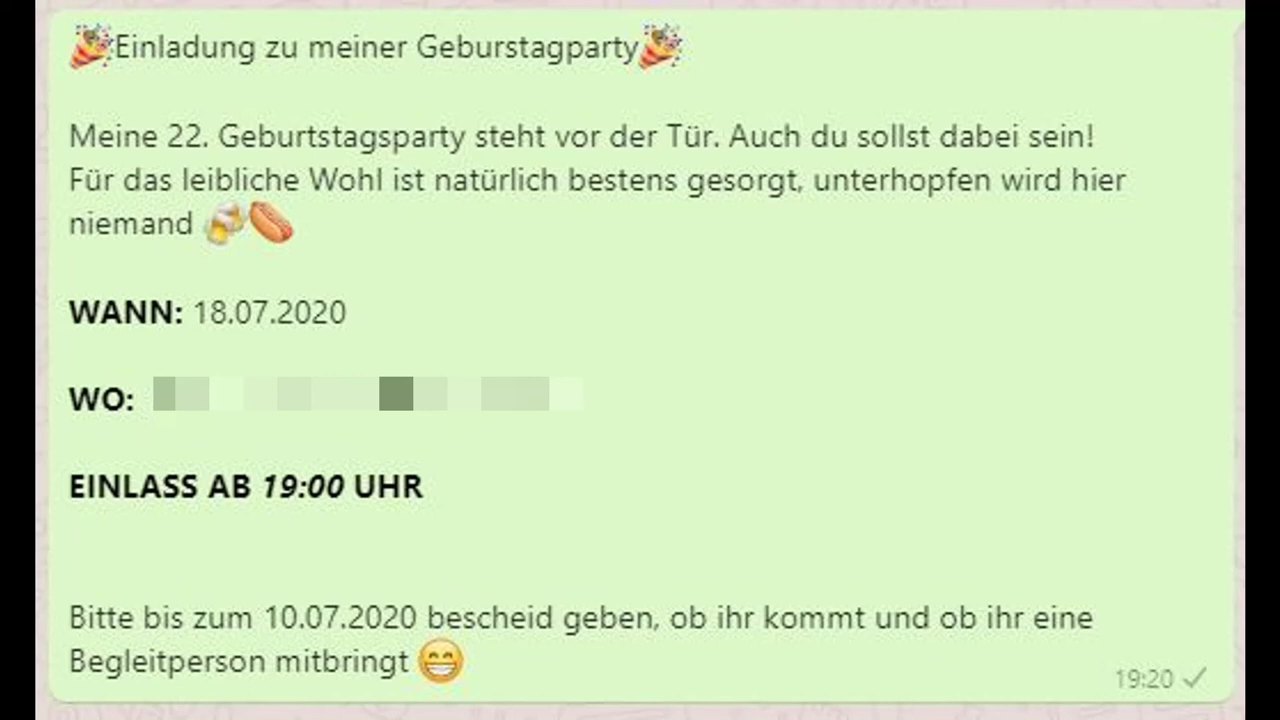 🎉Einladung zu meiner Geburstagparty🎉
Meine 22. Geburtstagsparty steht vor der Tür. Auch du sollst dabei sein!
Für das leibliche Wohl ist natürlich bestens gesorgt, unterhopfen wird hier
niemand 🍻🌭
WANN: 18.07.2020
WO:
EINLASS AB 19:00 UHR
Bitte bis zum 10.07.2020 bescheid geben, ob ihr kommt und ob ihr eine
Begleitperson mitbringt 😁
19:20 ✓